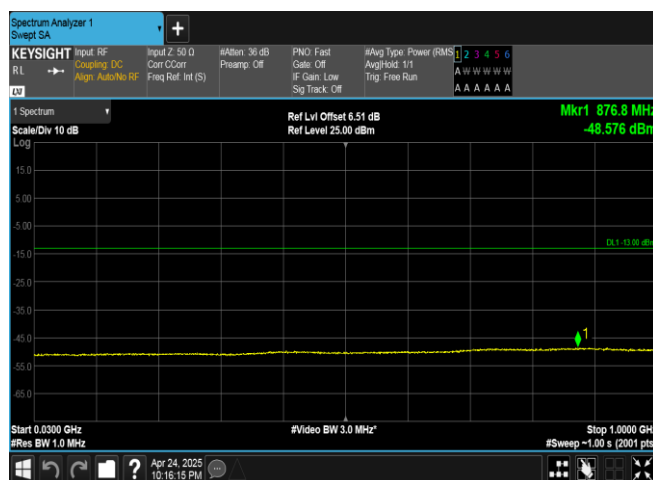 Spectrum Analyzer 1
Swept SA
+
KEYSIGHT
RL
LXI
Input: RF
Coupling: DC
Align: Auto/No RF
Input Z: 50 Ω
Corr CCorr
Freq Ref: Int (S)
#Atten: 36 dB
Preamp: Off
PNO: Fast
Gate: Off
IF Gain: Low
Sig Track: Off
#Avg Type: Power (RMS
Avg|Hold: 1/1
Trig: Free Run
1 2 3 4 5 6
A W W W W W
A A A A A A
1 Spectrum
Scale/Div 10 dB
Log
Ref Lvl Offset 6.51 dB
Ref Level 25.00 dBm
Mkr1 876.8 MHz
-48.576 dBm
15.0
5.00
-5.00
DL1 -13.00 dBm
-15.0
-25.0
-35.0
-45.0
1
-55.0
-65.0
Start 0.0300 GHz
#Res BW 1.0 MHz
#Video BW 3.0 MHz*
Stop 1.0000 GHz
#Sweep ~1.00 s (2001 pts
?
Apr 24, 2025
10:16:15 PM